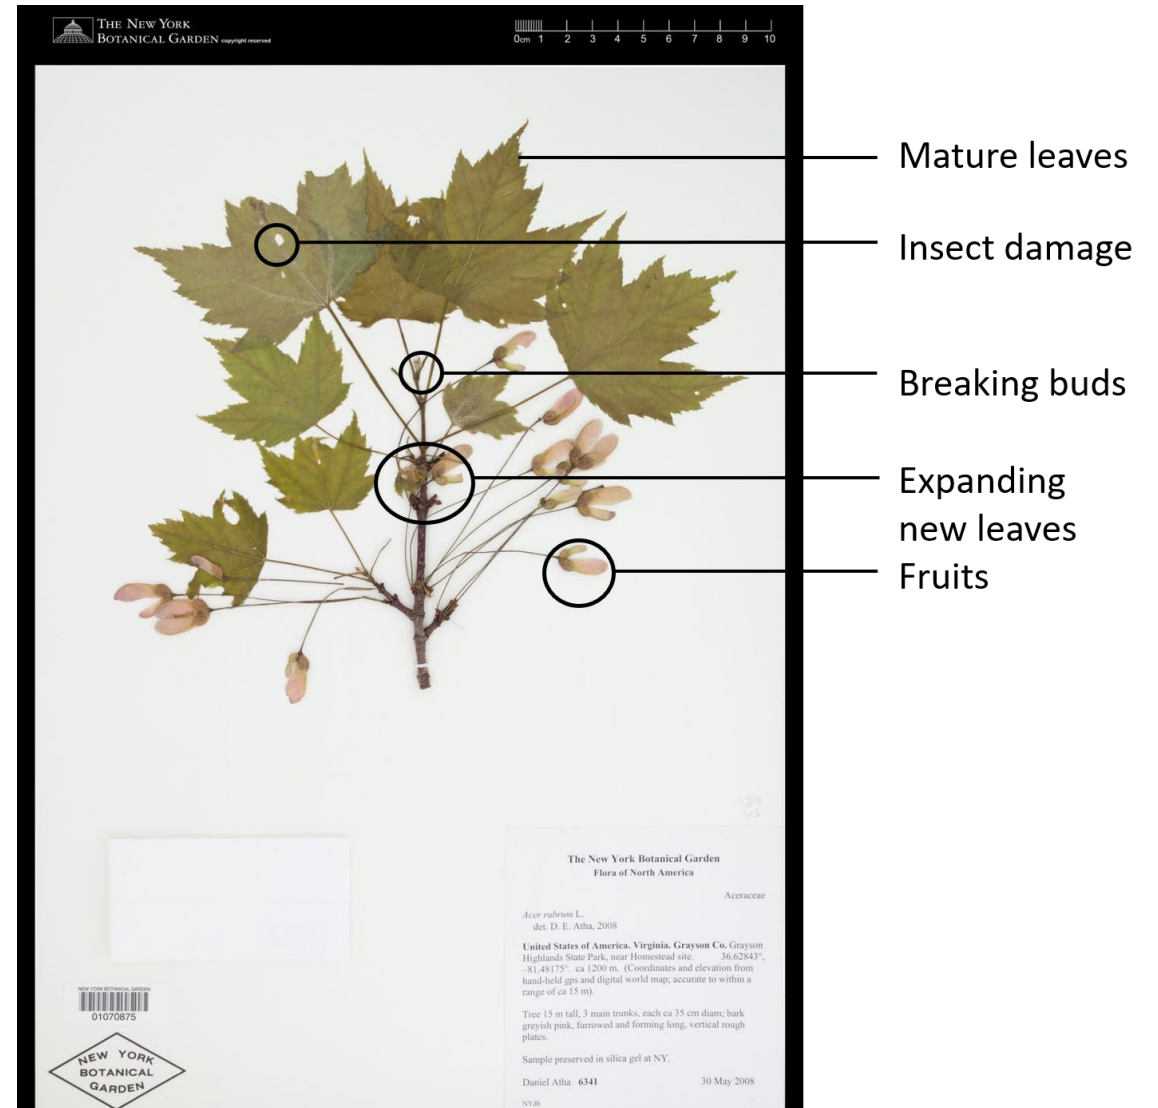 THE NEW YORK
BOTANICAL GARDEN copyright reserved
0cm 1 2 3 4 5 6 7 8 9 10
Mature leaves
Insect damage
Breaking buds
Expanding
new leaves
Fruits
The New York Botanical Garden
Flora of North America
Aceraceae
Acer rubrum L.
det. D. E. Atha, 2008
United States of America. Virginia. Grayson Co. Grayson
Highlands State Park, near Homestead site. 36.62843°,
-81.48175°. ca 1200 m. (Coordinates and elevation from
hand-held gps and digital world map; accurate to within a
range of ca 15 m).
Tree 15 m tall, 3 main trunks, each ca 35 cm diam; bark
greyish pink, furrowed and forming long, vertical rough
plates.
Sample preserved in silica gel at NY.
Daniel Atha 6341 30 May 2008
NEW YORK BOTANICAL GARDEN
01070875
NEW YORK
BOTANICAL
GARDEN